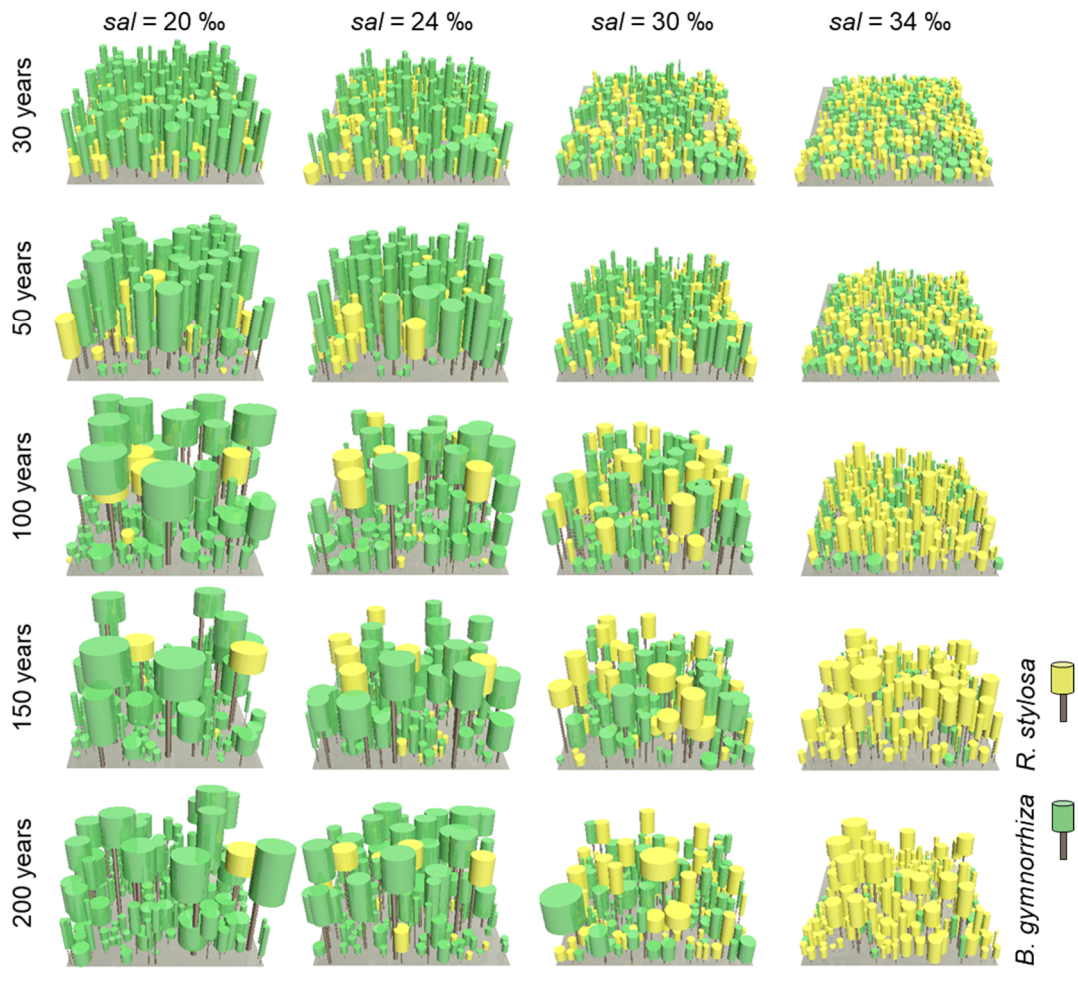 sal = 20 ‰
sal = 24 ‰
sal = 30 ‰
sal = 34 ‰
30 years
50 years
100 years
150 years
200 years
R. stylosa
B. gymnorrhiza